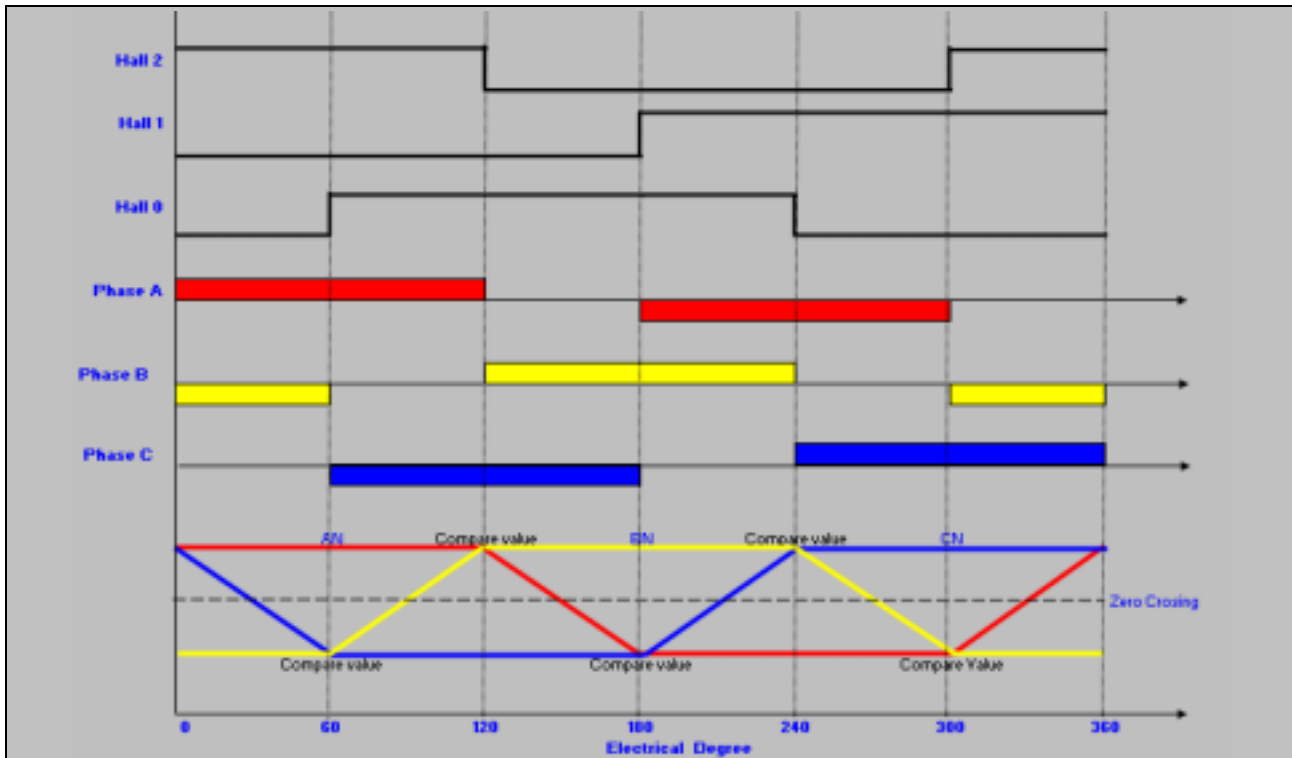 Hall 2
Hall 1
Hall 0
Phase A
Phase B
Phase C
AN Compare value BN Compare value CN
Zero Crosing
Compare value Compare value Compare Value
0 60 120 180 240 300 360
Electrical Degree